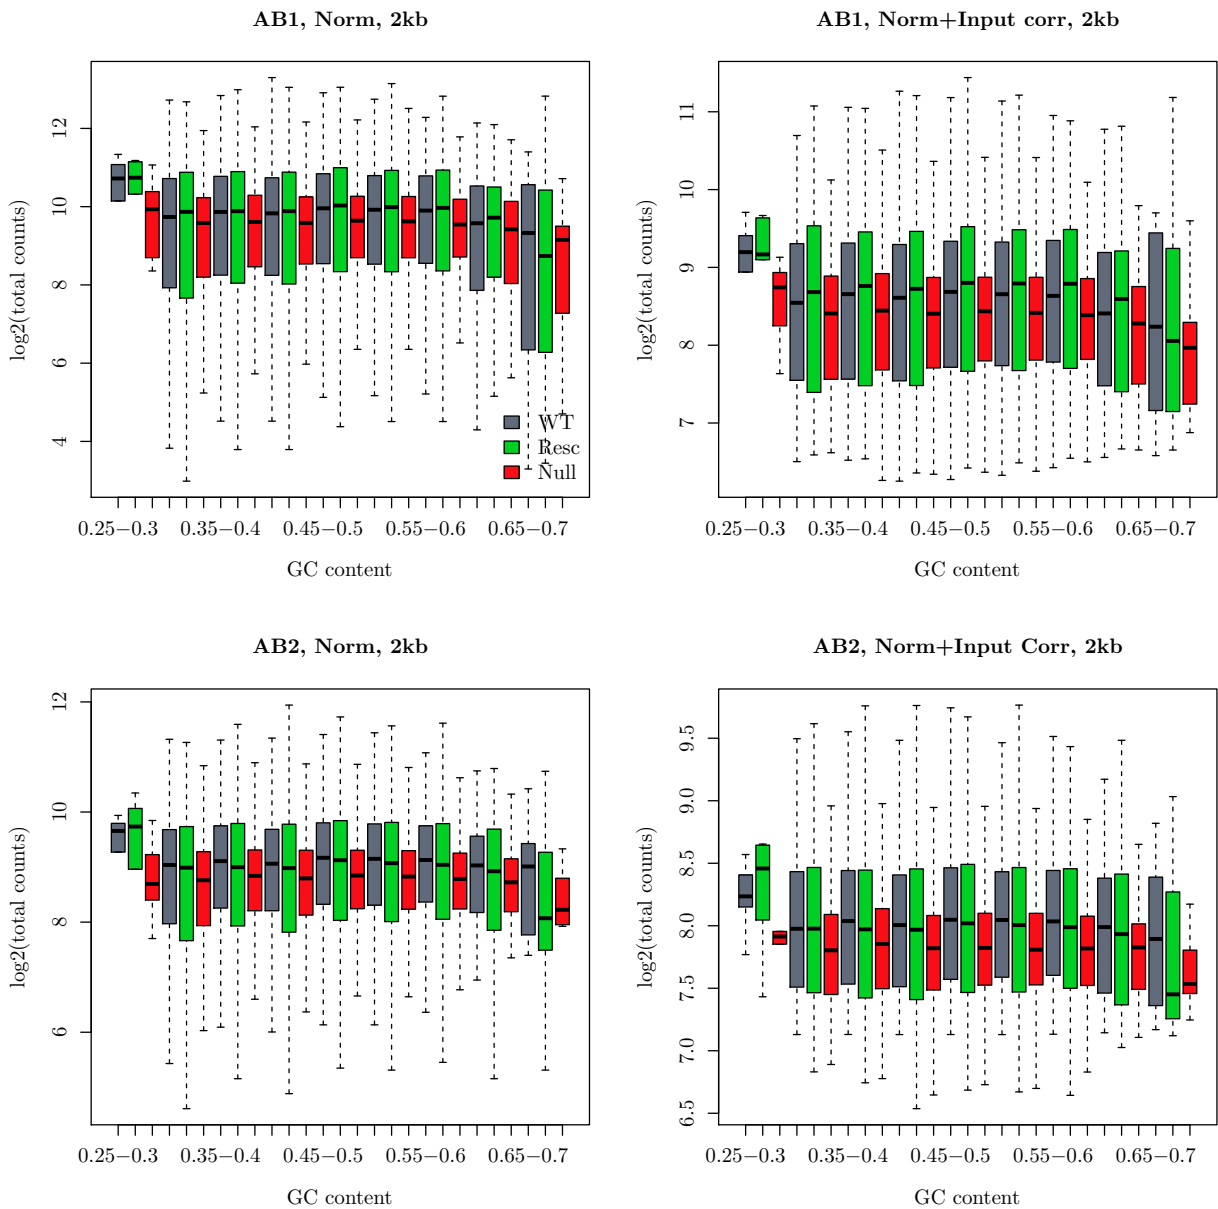 AB1, Norm, 2kb
log2(total counts)
12
10
8
6
4
WT
Resc
Null
0.25−0.3 0.35−0.4 0.45−0.5 0.55−0.6 0.65−0.7
GC content
AB1, Norm+Input corr, 2kb
log2(total counts)
11
10
9
8
7
0.25−0.3 0.35−0.4 0.45−0.5 0.55−0.6 0.65−0.7
GC content
AB2, Norm, 2kb
log2(total counts)
12
10
8
6
0.25−0.3 0.35−0.4 0.45−0.5 0.55−0.6 0.65−0.7
GC content
AB2, Norm+Input Corr, 2kb
log2(total counts)
9.5
9.0
8.5
8.0
7.5
7.0
6.5
0.25−0.3 0.35−0.4 0.45−0.5 0.55−0.6 0.65−0.7
GC content